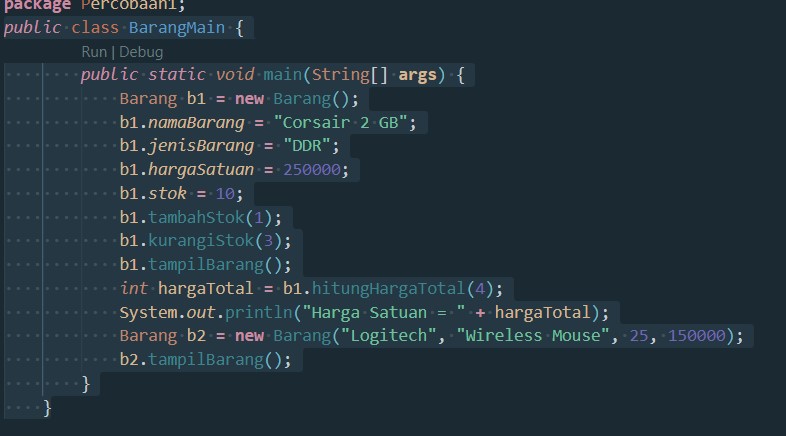 package Percobaan1;
public class BarangMain {
Run | Debug
public static void main(String[] args) {
Barang b1 = new Barang();
b1.namaBarang = "Corsair 2 GB";
b1.jenisBarang = "DDR";
b1.hargaSatuan = 250000;
b1.stok = 10;
b1.tambahStok(1);
b1.kurangiStok(3);
b1.tampilBarang();
int hargaTotal = b1.hitungHargaTotal(4);
System.out.println("Harga Satuan = " + hargaTotal);
Barang b2 = new Barang("Logitech", "Wireless Mouse", 25, 150000);
b2.tampilBarang();
}
}